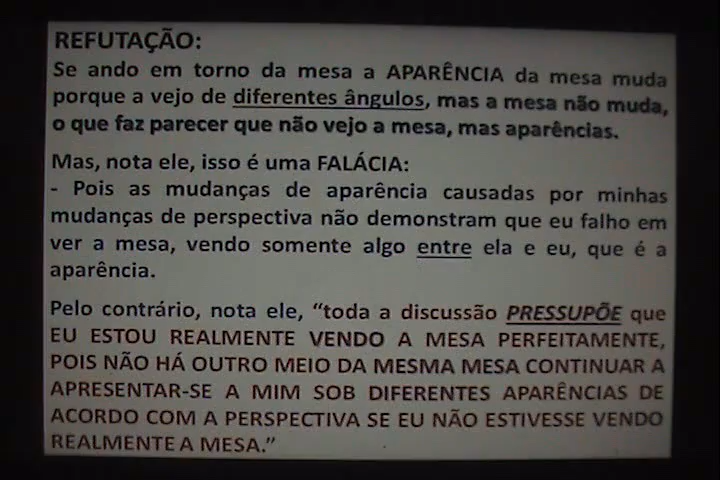 REFUTAÇÃO:
Se ando em torno da mesa a APARÊNCIA da mesa muda
porque a vejo de diferentes ângulos, mas a mesa não muda,
o que faz parecer que não vejo a mesa, mas aparências.
Mas, nota ele, isso é uma FALÁCIA:
- Pois as mudanças de aparência causadas por minhas
mudanças de perspectiva não demonstram que eu falho em
ver a mesa, vendo somente algo entre ela e eu, que é a
aparência.
Pelo contrário, nota ele, “toda a discussão PRESSUPÕE que
EU ESTOU REALMENTE VENDO A MESA PERFEITAMENTE,
POIS NÃO HÁ OUTRO MEIO DA MESMA MESA CONTINUAR A
APRESENTAR-SE A MIM SOB DIFERENTES APARÊNCIAS DE
ACORDO COM A PERSPECTIVA SE EU NÃO ESTIVESSE VENDO
REALMENTE A MESA.”